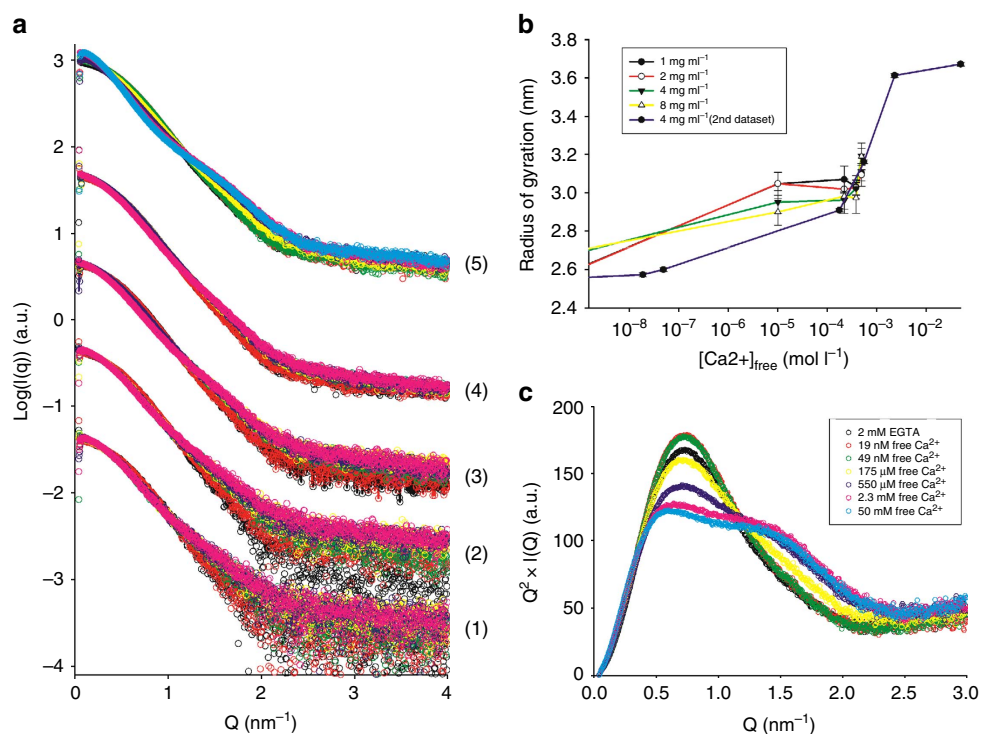 a
3
2
1
0
−1
−2
−3
−4
Log(I(q)) (a.u.)
(5)
(4)
(3)
(2)
(1)
0 1 2 3 4
Q (nm⁻¹)
b
3.8
3.6
3.4
3.2
3.0
2.8
2.6
2.4
Radius of gyration (nm)
1 mg ml⁻¹
2 mg ml⁻¹
4 mg ml⁻¹
8 mg ml⁻¹
4 mg ml⁻¹(2nd dataset)
10⁻⁸ 10⁻⁷ 10⁻⁶ 10⁻⁵ 10⁻⁴ 10⁻³ 10⁻²
[Ca2+]free (mol l⁻¹)
c
200
150
100
50
0
Q² × I(Q) (a.u.)
2 mM EGTA
19 nM free Ca²⁺
49 nM free Ca²⁺
175 µM free Ca²⁺
550 µM free Ca²⁺
2.3 mM free Ca²⁺
50 mM free Ca²⁺
0.0 0.5 1.0 1.5 2.0 2.5 3.0
Q (nm⁻¹)